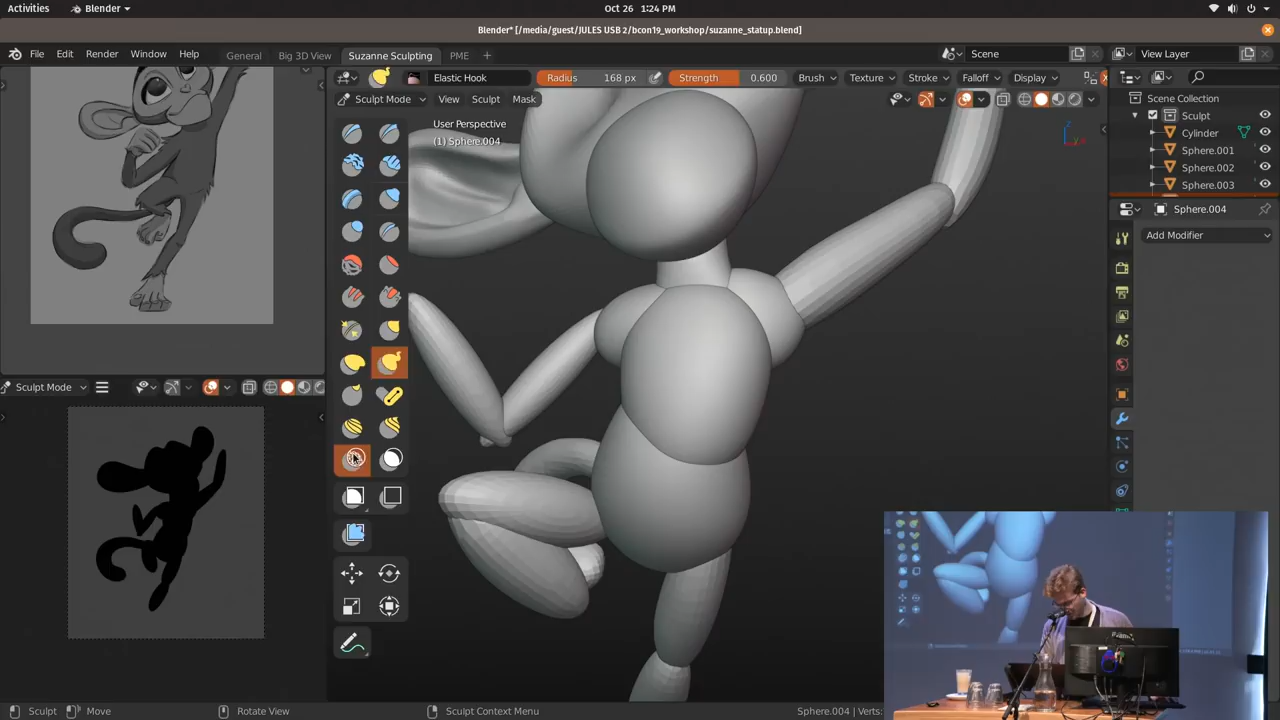 Activities
Blender
Oct 26 1:24 PM
Blender* [/media/guest/JULES USB 2/bcon19_workshop/suzanne_statup.blend]
File Edit Render Window Help
General Big 3D View Suzanne Sculpting PME +
Scene
View Layer
Elastic Hook
Radius 168 px
Strength 0.600
Brush
Texture
Stroke
Falloff
Display
Sculpt Mode
View Sculpt Mask
User Perspective
(1) Sphere.004
Scene Collection
Sculpt
Cylinder
Sphere.001
Sphere.002
Sphere.003
Sphere.004
Add Modifier
Sculpt Mode
Sculpt
Move
Rotate View
Sculpt Context Menu
Sphere.004 | Verts: